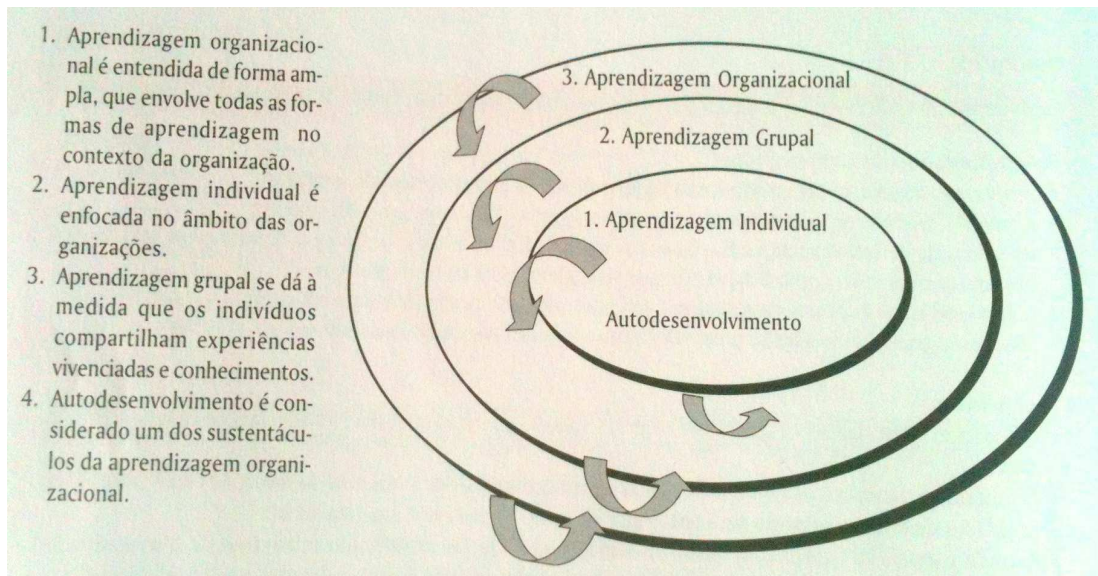 1. Aprendizagem organizacio-
nal é entendida de forma am-
pla, que envolve todas as for-
mas de aprendizagem no
contexto da organização.
2. Aprendizagem individual é
enfocada no âmbito das or-
ganizações.
3. Aprendizagem grupal se dá à
medida que os indivíduos
compartilham experiências
vivenciadas e conhecimentos.
4. Autodesenvolvimento é con-
siderado um dos sustentácu-
los da aprendizagem organi-
zacional.
3. Aprendizagem Organizacional
2. Aprendizagem Grupal
1. Aprendizagem Individual
Autodesenvolvimento